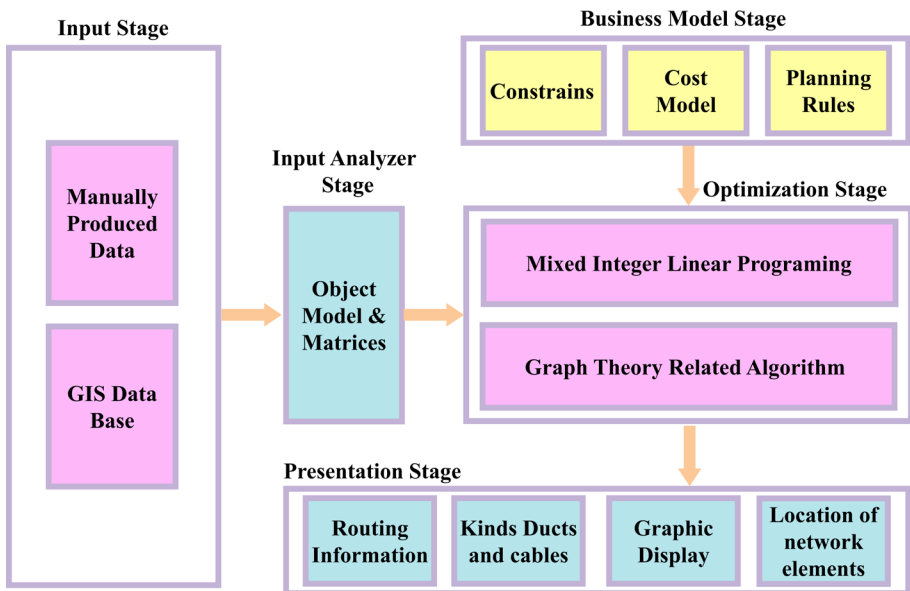 Input Stage
Manually
Produced
Data
GIS Data
Base
Input Analyzer
Stage
Object
Model &
Matrices
Business Model Stage
Constrains
Cost
Model
Planning
Rules
Optimization Stage
Mixed Integer Linear Programing
Graph Theory Related Algorithm
Presentation Stage
Routing
Information
Kinds Ducts
and cables
Graphic
Display
Location of
network
elements